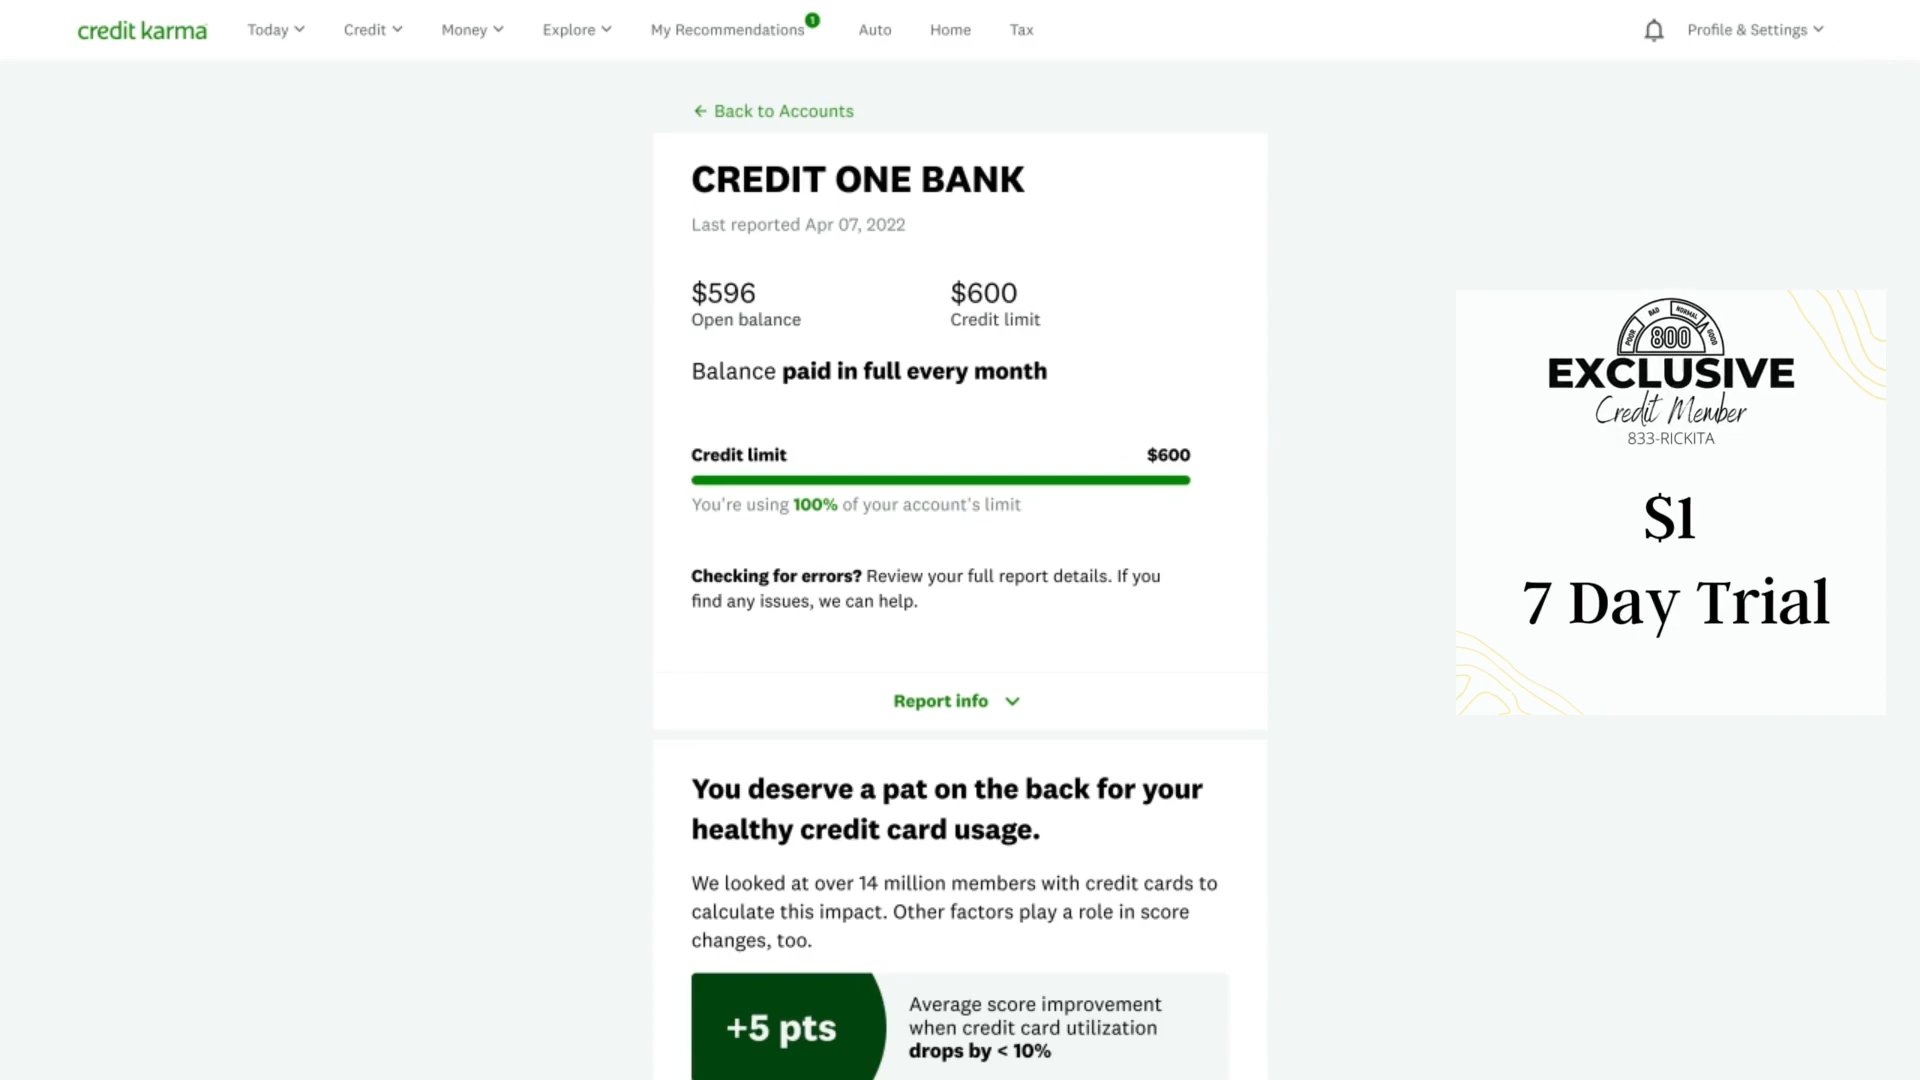 credit karma
Today
Credit
Money
Explore
My Recommendations
1
Auto
Home
Tax
Profile & Settings
← Back to Accounts
CREDIT ONE BANK
Last reported Apr 07, 2022
$596
Open balance
$600
Credit limit
Balance paid in full every month
Credit limit
$600
You're using 100% of your account's limit
Checking for errors? Review your full report details. If you
find any issues, we can help.
Report info
You deserve a pat on the back for your
healthy credit card usage.
We looked at over 14 million members with credit cards to
calculate this impact. Other factors play a role in score
changes, too.
+5 pts
Average score improvement
when credit card utilization
drops by < 10%
POOR
BAD
NORMAL
GOOD
800
EXCLUSIVE
Credit Member
833-RICKITA
$1
7 Day Trial